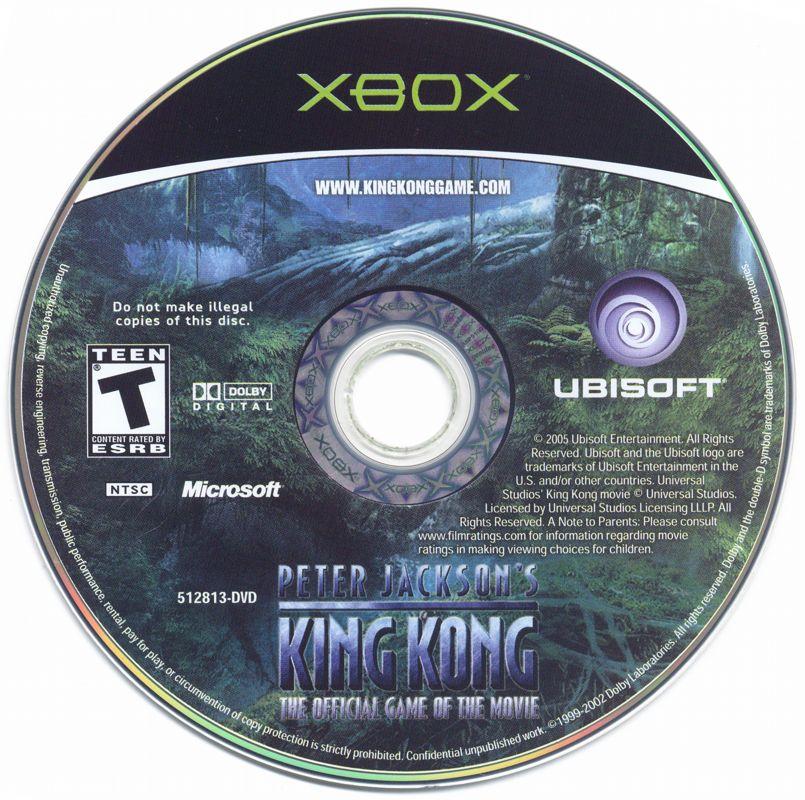 XBOX
WWW.KINGKONGGAME.COM
Do not make illegal
copies of this disc.
TEEN
T
CONTENT RATED BY
ESRB
DOLBY
DIGITAL
NTSC
Microsoft
UBISOFT
© 2005 Ubisoft Entertainment. All Rights
Reserved. Ubisoft and the Ubisoft logo are
trademarks of Ubisoft Entertainment in the
U.S. and/or other countries. Universal
Studios' King Kong movie © Universal Studios.
Licensed by Universal Studios Licensing LLLP. All
Rights Reserved. A Note to Parents: Please consult
www.filmratings.com for information regarding movie
ratings in making viewing choices for children.
512813-DVD
PETER JACKSON'S
KING KONG
THE OFFICIAL GAME OF THE MOVIE
Unauthorized copying, reverse engineering, transmission, public performance, rental, pay for play, or circumvention of copy protection is strictly prohibited. Confidential unpublished work. ©1999-2002 Dolby Laboratories. All rights reserved. Dolby and the double-D symbol are trademarks of Dolby Laboratories.
XBOX
XBOX
XBOX
XBOX